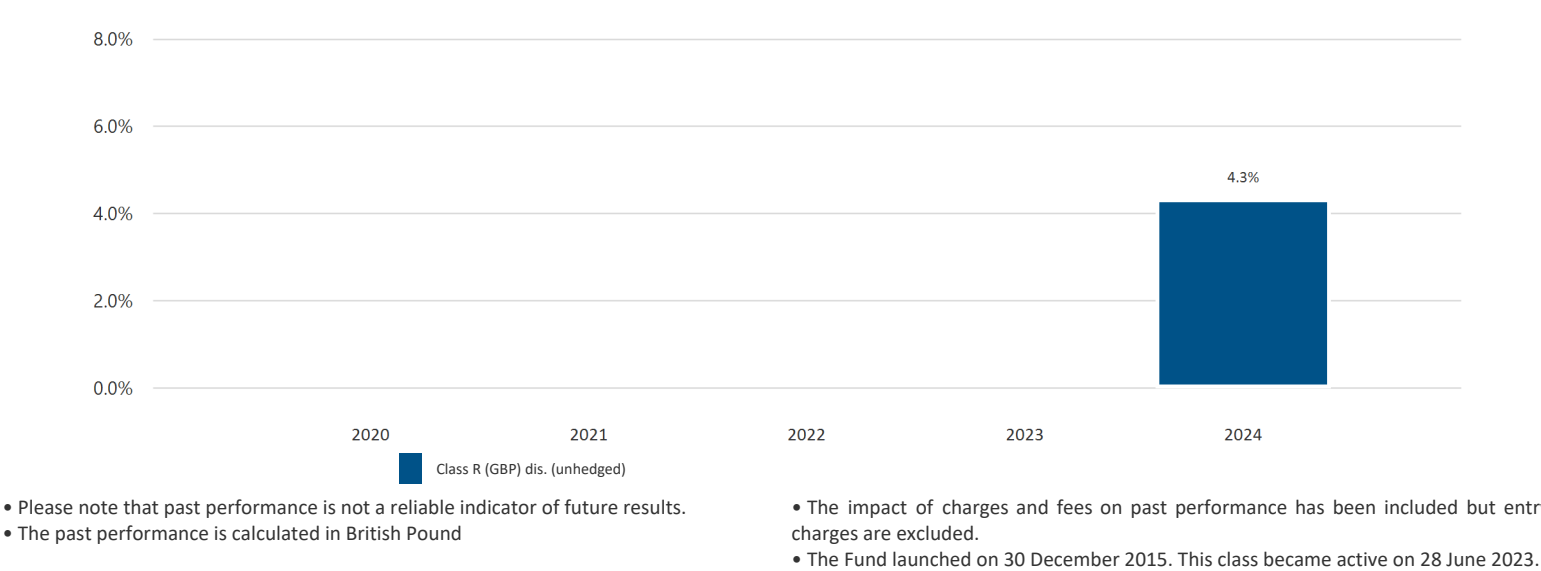 8.0%
6.0%
4.3%
4.0%
2.0%
0.0%
2020 2021 2022 2023 2024
Class R (GBP) dis. (unhedged)
• Please note that past performance is not a reliable indicator of future results.
• The past performance is calculated in British Pound
• The impact of charges and fees on past performance has been included but entr
charges are excluded.
• The Fund launched on 30 December 2015. This class became active on 28 June 2023.